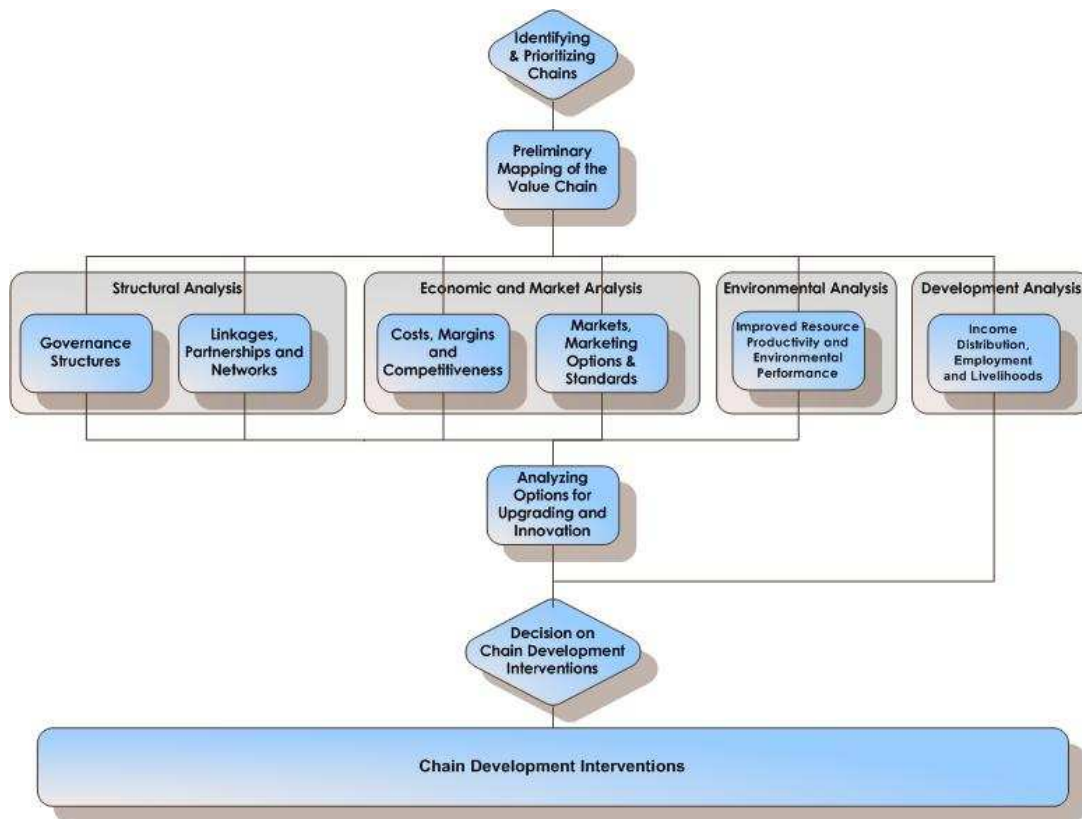 Identifying
& Prioritizing
Chains
Preliminary
Mapping of the
Value Chain
Structural Analysis
Economic and Market Analysis
Environmental Analysis
Development Analysis
Governance
Structures
Linkages,
Partnerships and
Networks
Costs, Margins
and
Competitiveness
Markets,
Marketing
Options &
Standards
Improved Resource
Productivity and
Environmental
Performance
Income
Distribution,
Employment
and Livelihoods
Analyzing
Options for
Upgrading and
Innovation
Decision on
Chain Development
Interventions
Chain Development Interventions